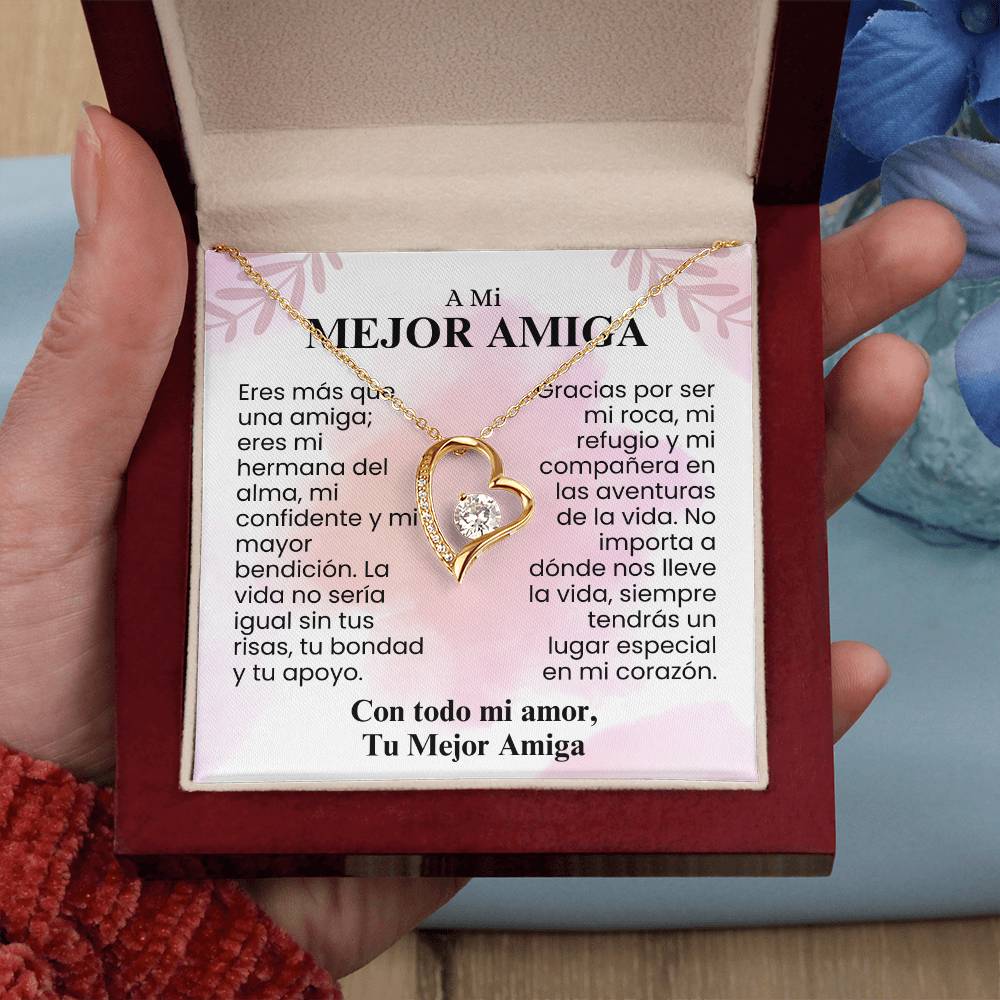 A Mi
MEJOR AMIGA
Eres más que
una amiga;
eres mi
hermana del
alma, mi
confidente y mi
mayor
bendición. La
vida no sería
igual sin tus
risas, tu bondad
y tu apoyo.
Gracias por ser
mi roca, mi
refugio y mi
compañera en
las aventuras
de la vida. No
importa a
dónde nos lleve
la vida, siempre
tendrás un
lugar especial
en mi corazón.
Con todo mi amor,
Tu Mejor Amiga